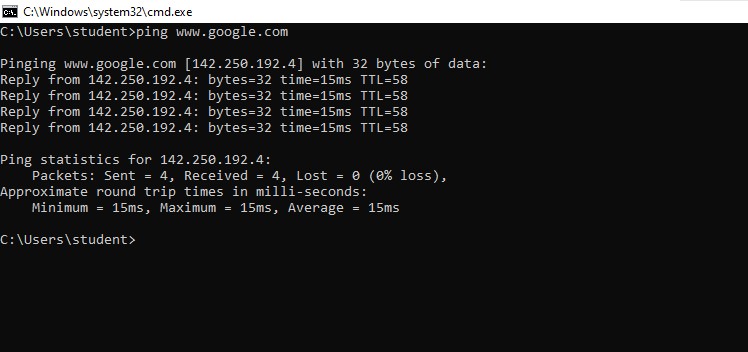 C:\Windows\system32\cmd.exe
C:\Users\student>ping www.google.com
Pinging www.google.com [142.250.192.4] with 32 bytes of data:
Reply from 142.250.192.4: bytes=32 time=15ms TTL=58
Reply from 142.250.192.4: bytes=32 time=15ms TTL=58
Reply from 142.250.192.4: bytes=32 time=15ms TTL=58
Reply from 142.250.192.4: bytes=32 time=15ms TTL=58
Ping statistics for 142.250.192.4:
    Packets: Sent = 4, Received = 4, Lost = 0 (0% loss),
Approximate round trip times in milli-seconds:
    Minimum = 15ms, Maximum = 15ms, Average = 15ms
C:\Users\student>